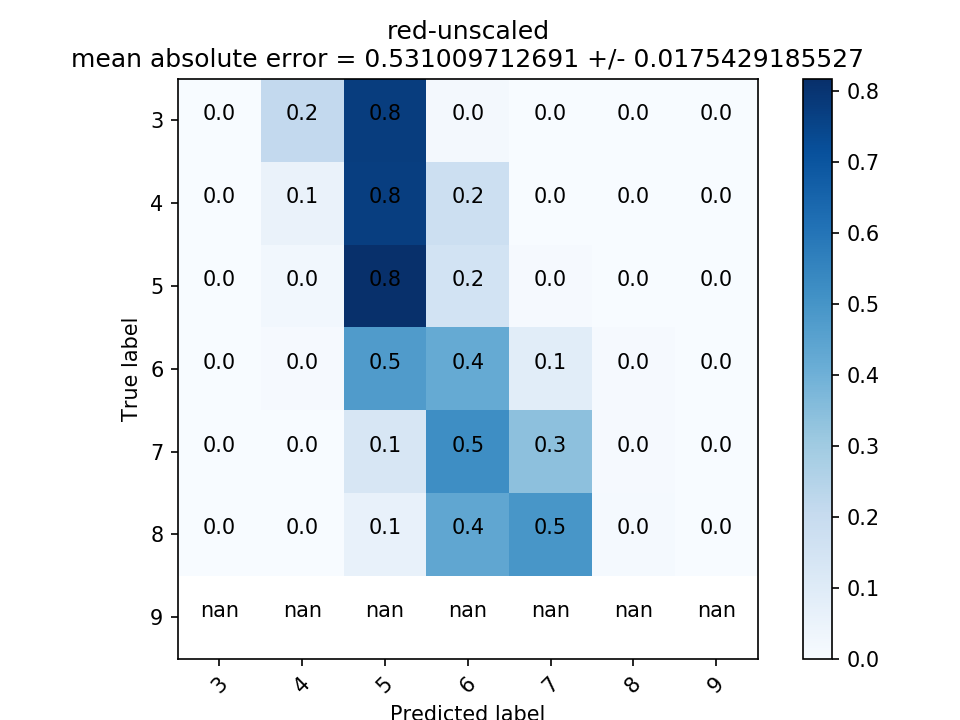 red-unscaled
mean absolute error = 0.531009712691 +/- 0.0175429185527
3 0.0 0.2 0.8 0.0 0.0 0.0 0.0
4 0.0 0.1 0.8 0.2 0.0 0.0 0.0
5 0.0 0.0 0.8 0.2 0.0 0.0 0.0
6 0.0 0.0 0.5 0.4 0.1 0.0 0.0
7 0.0 0.0 0.1 0.5 0.3 0.0 0.0
8 0.0 0.0 0.1 0.4 0.5 0.0 0.0
9 nan nan nan nan nan nan nan
3 4 5 6 7 8 9
True label
Predicted label
0.8
0.7
0.6
0.5
0.4
0.3
0.2
0.1
0.0